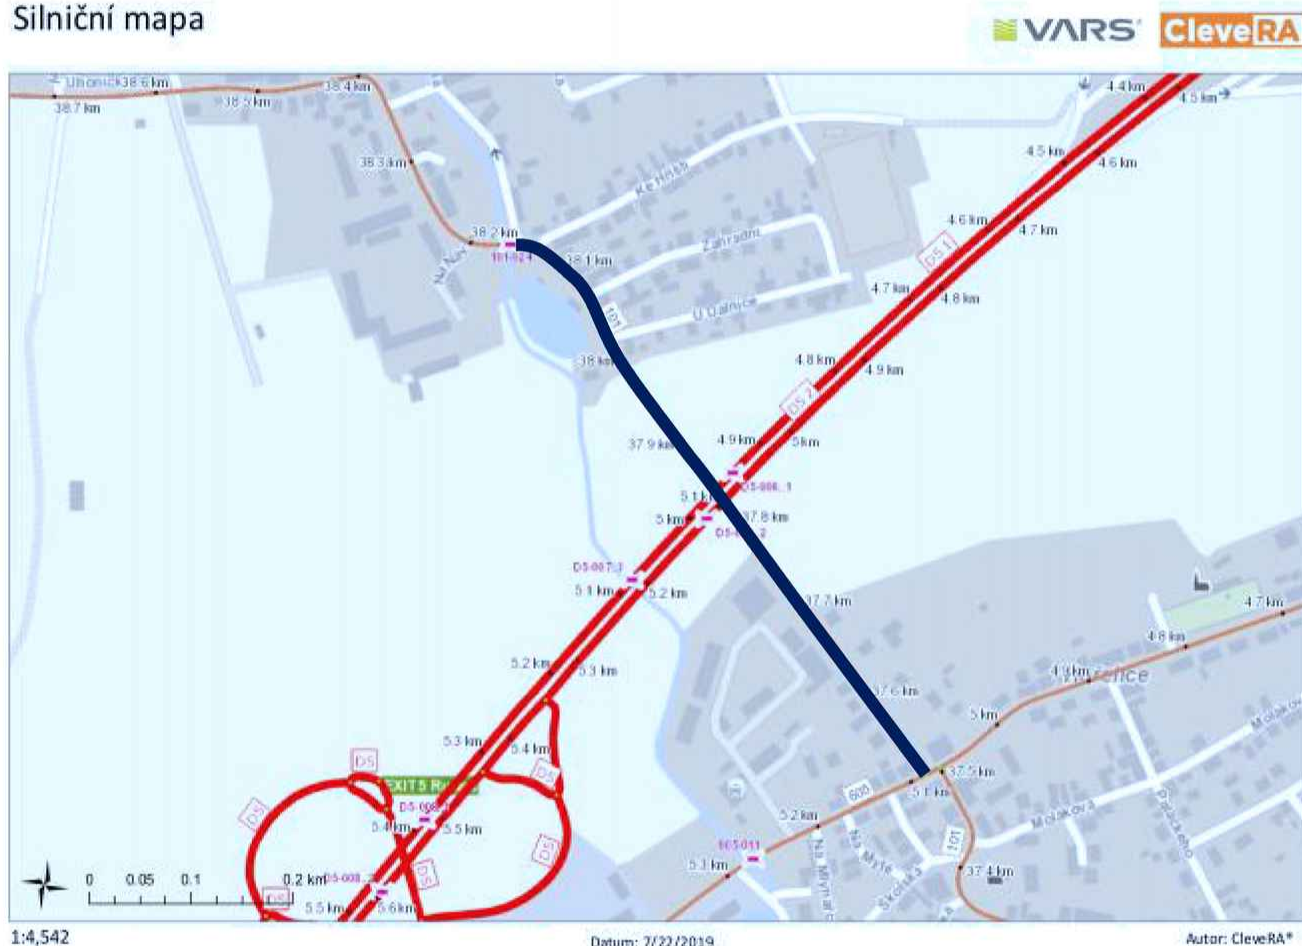 Silniční mapa
VARS CleveRA
38.6 km
38.4 km
4.4 km
38.7 km
38.5 km
4.5 km
38.3 km
4.5 km
4.6 km
Ke Hřišti
38.2 km
4.6 km
4.7 km
Zahradní
D5 1
38.1 km
4.7 km
4.8 km
101
U Dálnice
38 km
4.8 km
4.9 km
D5 2
37.9 km
4.9 km
5 km
5.1 k
5 km
37.8 km
5.1 km
5.2 km
37.7 km
4.7 km
4.8 km
5.2 km
5.3 km
4.9 km
37.6 km
5 km
5.3 km
5.4 km
D5
D5
EXIT 5
37.5 km
5.1 km
600
D5
5.2 km
Molákova
Palackého
5.4 km
5.5 km
101
Na Mýtě
D5
D5
5.3 km
Školská
37.4 km
0 0.05 0.1 0.2 km
D5
5.5 km
5.6 km
1:4,542
Datum: 7/22/2019
Autor: CleveRA®